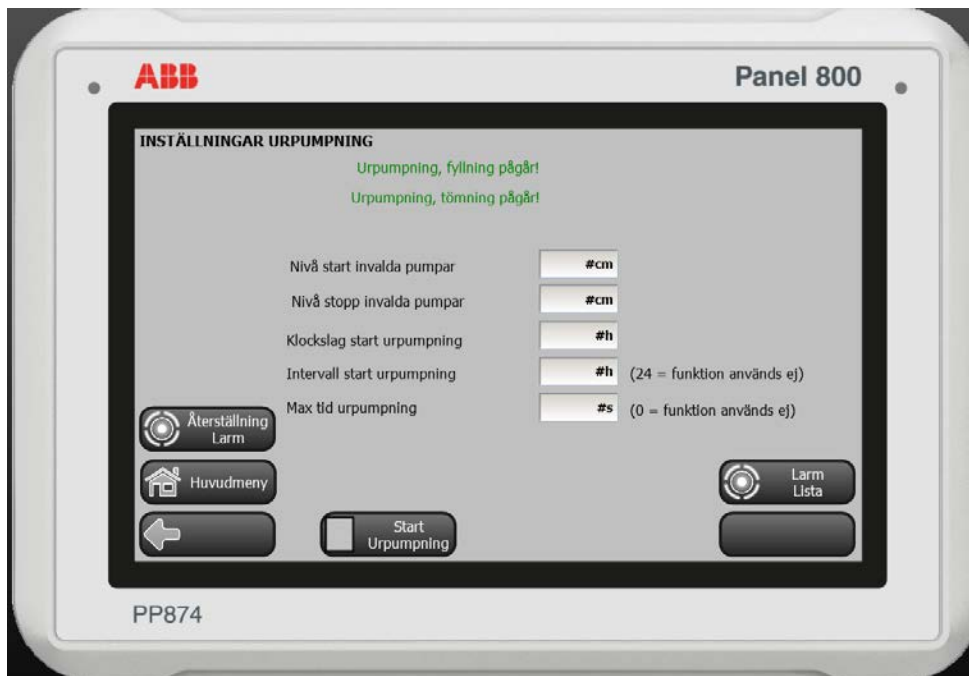 ABB
Panel 800
INSTÄLLNINGAR URPUMPNING
Urpumpning, fyllning pågår!
Urpumpning, tömning pågår!
Nivå start invalda pumpar #cm
Nivå stopp invalda pumpar #cm
Klockslag start urpumpning #h
Intervall start urpumpning #h (24 = funktion används ej)
Max tid urpumpning #s (0 = funktion används ej)
Återställning
Larm
Huvudmeny
Larm
Lista
Start
Urpumpning
PP874